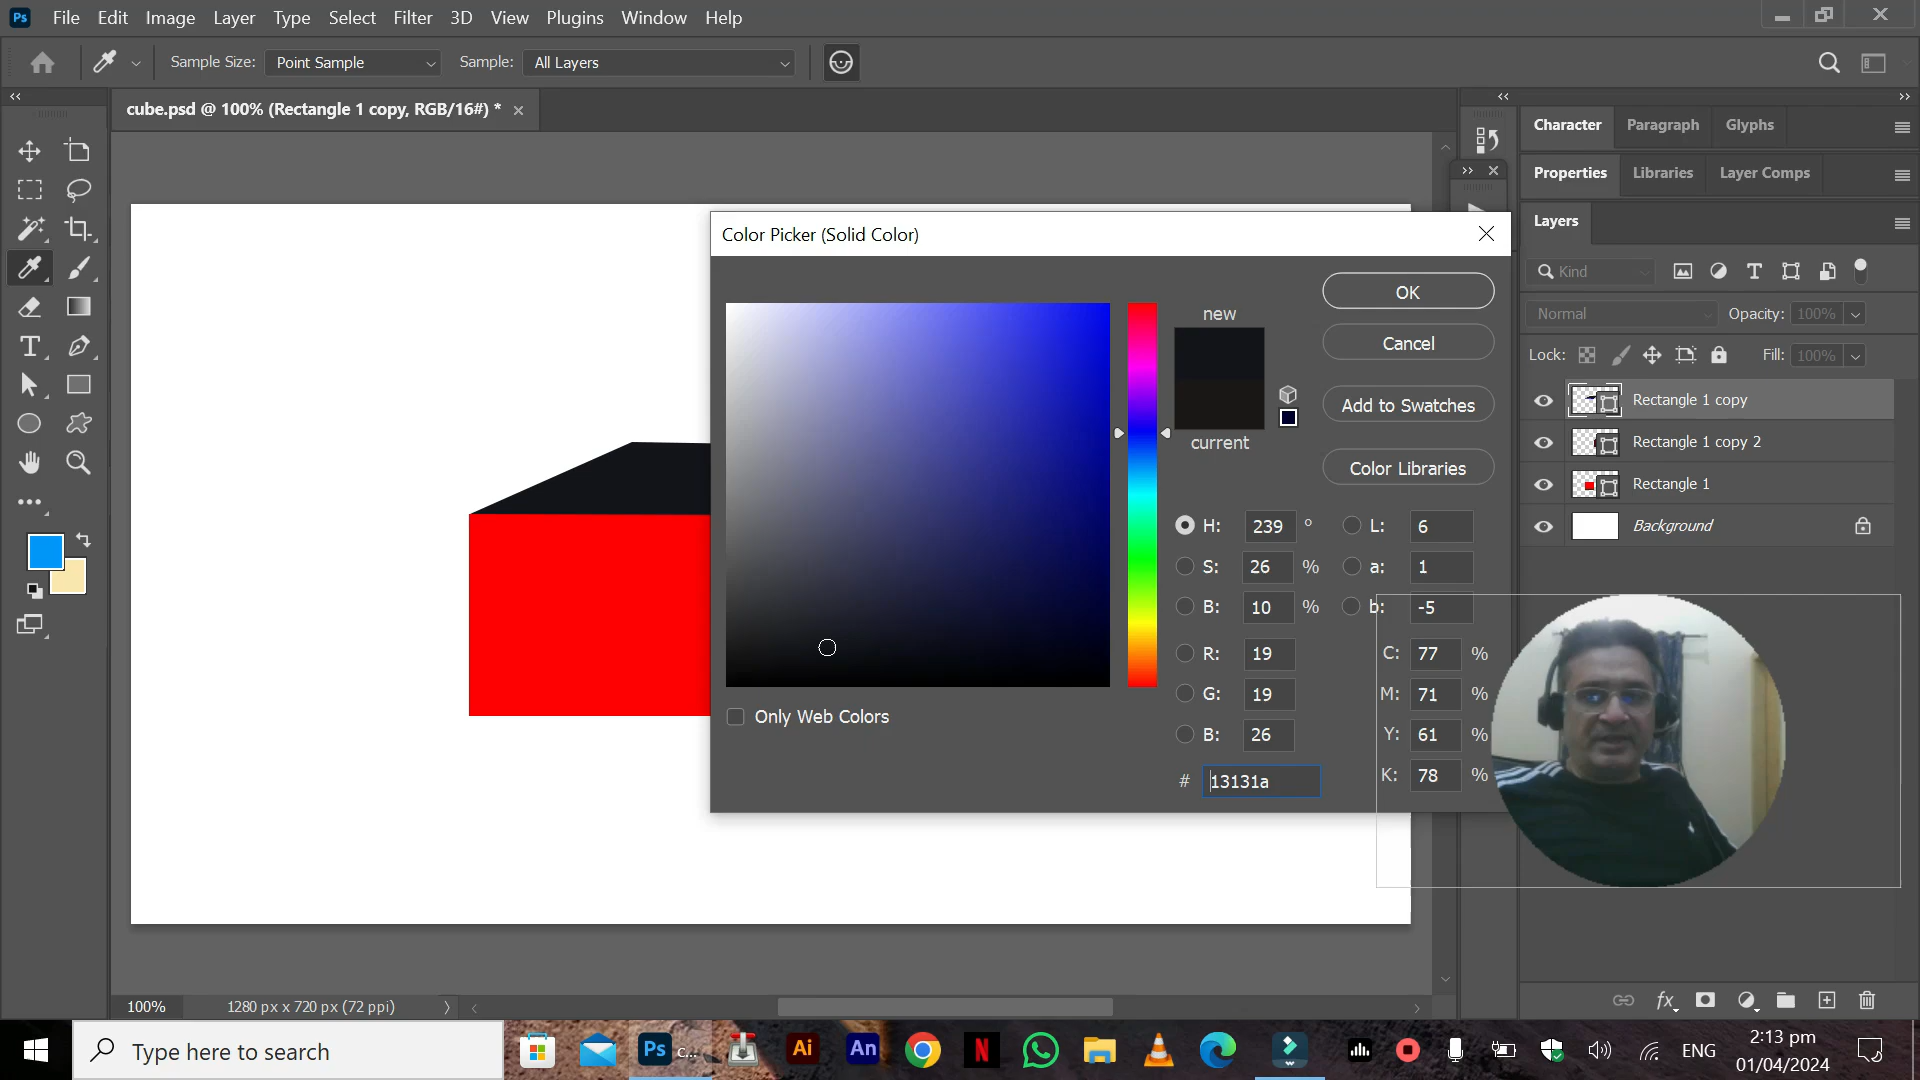 Ps File Edit Image Layer Type Select Filter 3D View Plugins Window Help
Sample Size: Point Sample Sample: All Layers
cube.psd @ 100% (Rectangle 1 copy, RGB/16#) *
Character Paragraph Glyphs
Properties Libraries Layer Comps
Layers
Kind
Normal Opacity: 100%
Lock: Fill: 100%
Rectangle 1 copy
Rectangle 1 copy 2
Rectangle 1
Background
Color Picker (Solid Color)
new
current
OK
Cancel
Add to Swatches
Color Libraries
H: 239 ° L: 6
S: 26 % a: 1
B: 10 % b: -5
R: 19 C: 77 %
G: 19 M: 71 %
B: 26 Y: 61 %
# 13131a K: 78 %
Only Web Colors
100% 1280 px x 720 px (72 ppi)
fx
Type here to search
Ps c... Ai An N
ENG
2:13 pm
01/04/2024